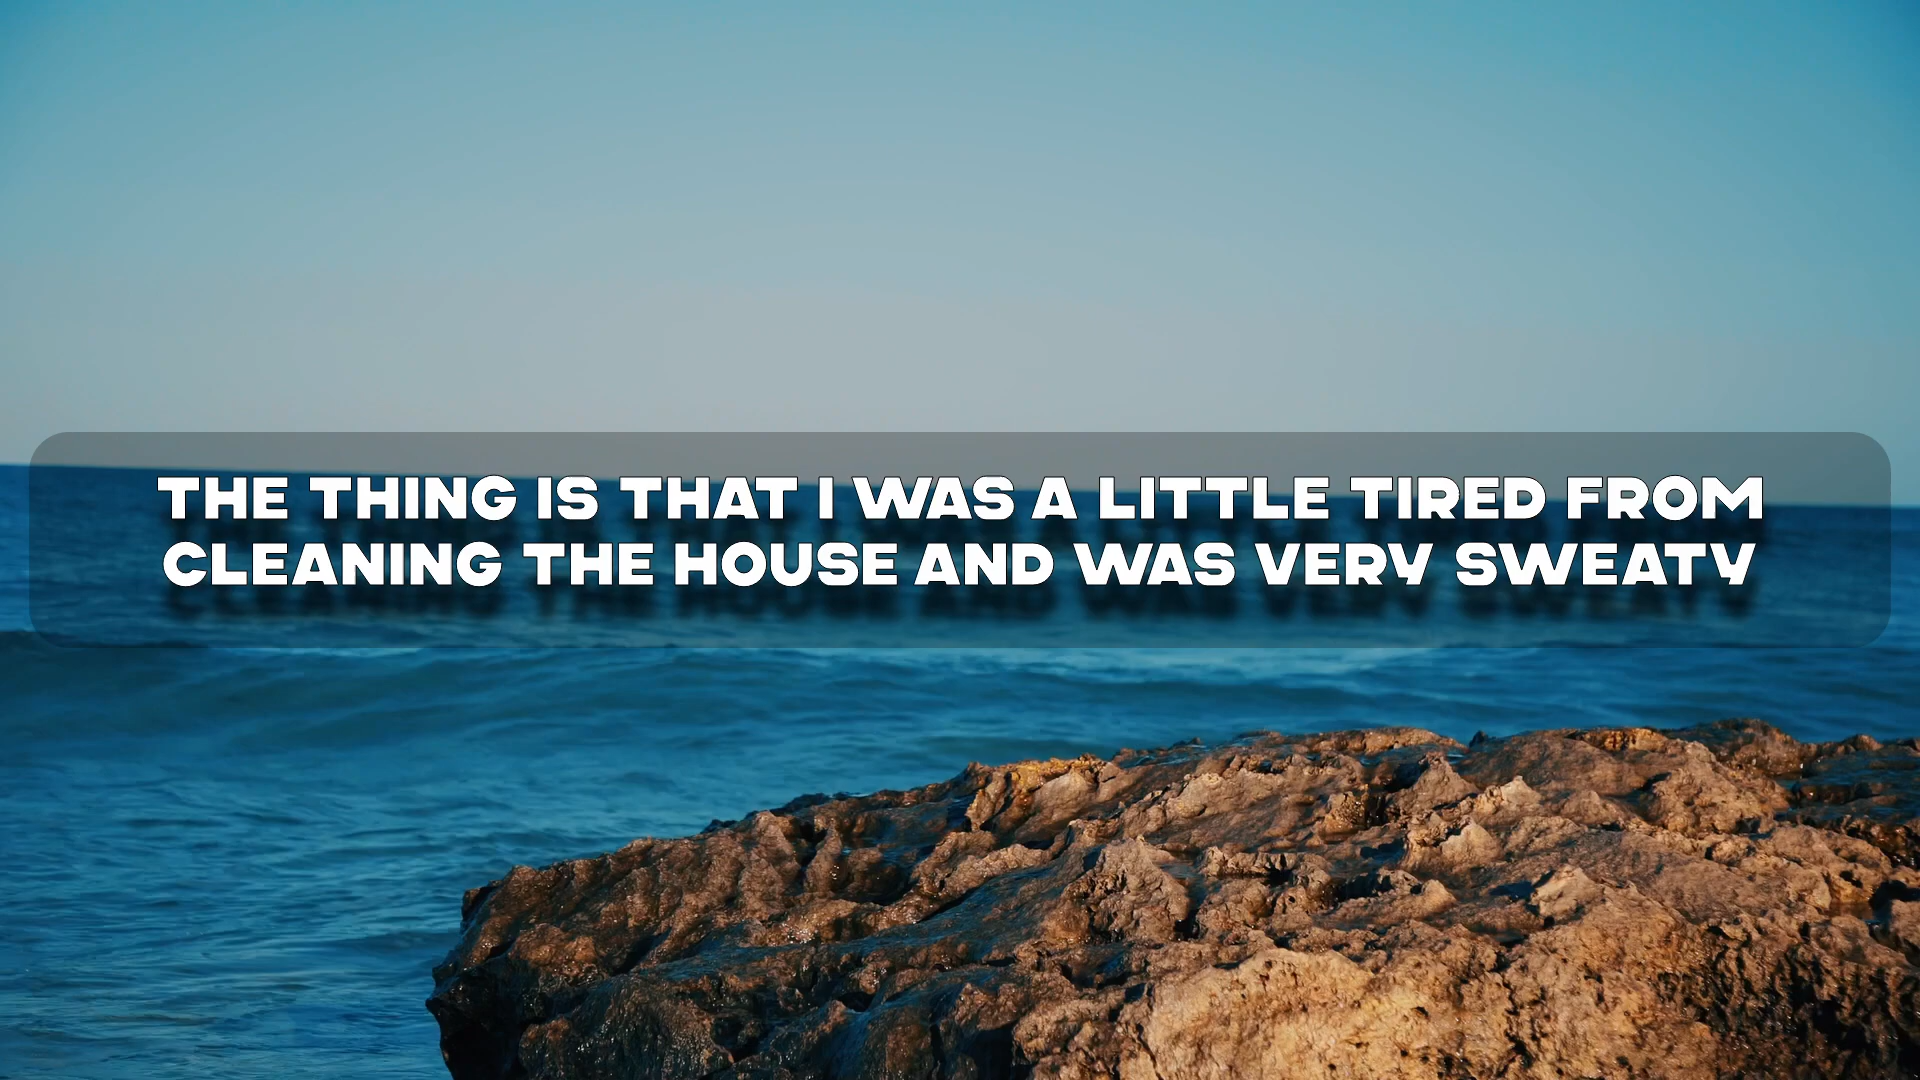 THE THING IS THAT I WAS A LITTLE TIRED FROM
CLEANING THE HOUSE AND WAS VERY SWEATY